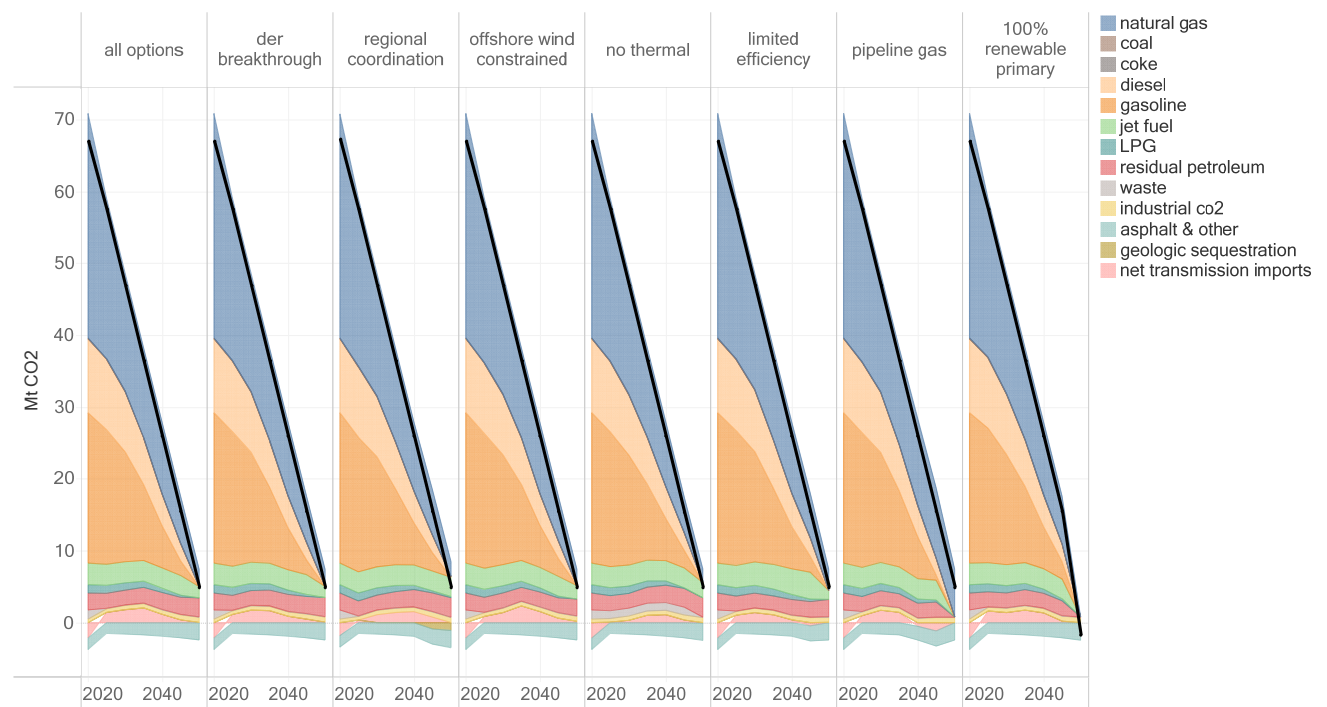 all options
der
breakthrough
regional
coordination
offshore wind
constrained
no thermal
limited
efficiency
pipeline gas
100%
renewable
primary
natural gas
coal
coke
diesel
gasoline
jet fuel
LPG
residual petroleum
waste
industrial co2
asphalt & other
geologic sequestration
net transmission imports
Mt CO2
70
60
50
40
30
20
10
0
2020 2040 2020 2040 2020 2040 2020 2040 2020 2040 2020 2040 2020 2040 2020 2040